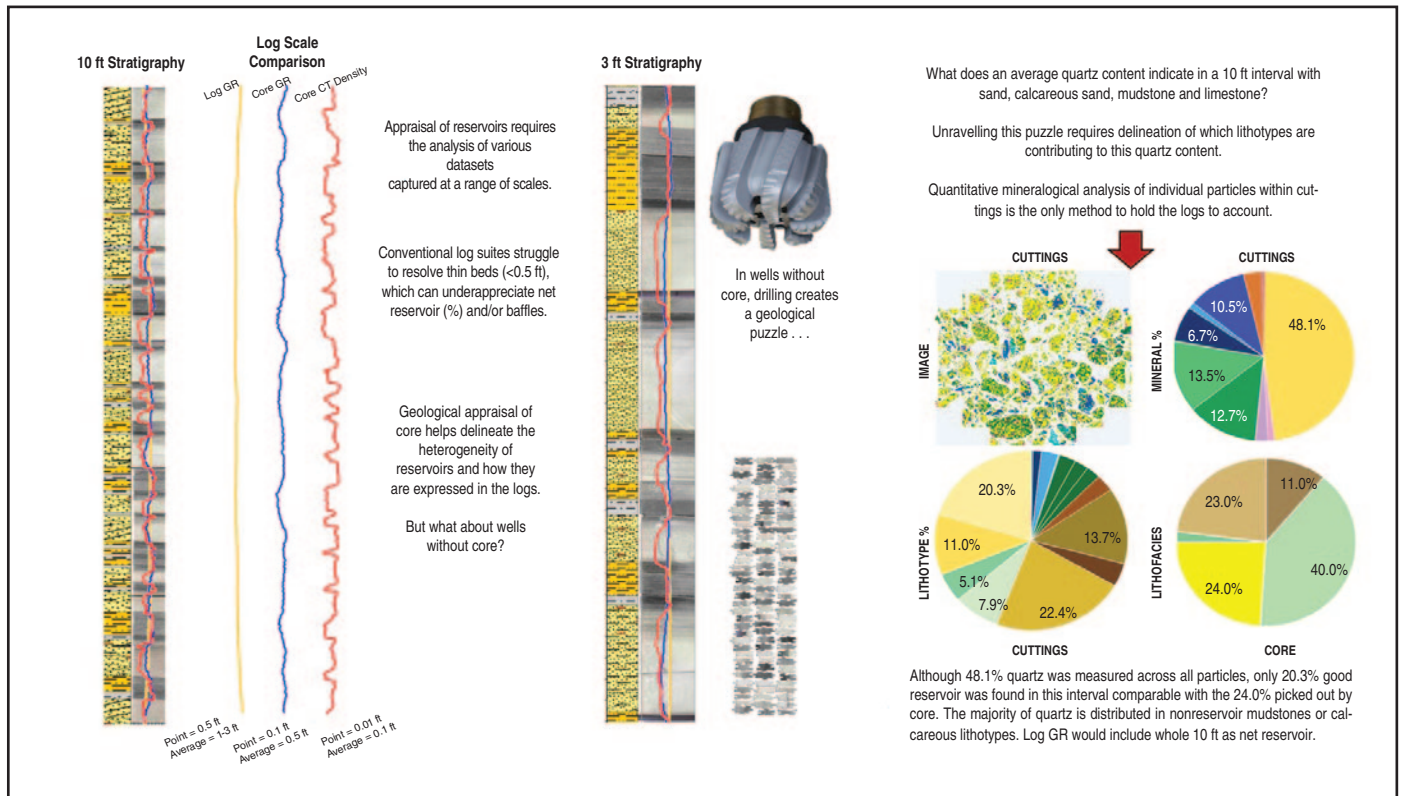 10 ft Stratigraphy
Log Scale
Comparison
Log GR
Core GR
Core CT Density
Point = 0.5 ft
Average = 1-3 ft
Point = 0.1 ft
Average = 0.5 ft
Point = 0.01 ft
Average = 0.1 ft
Appraisal of reservoirs requires
the analysis of various
datasets
captured at a range of scales.
Conventional log suites struggle
to resolve thin beds (<0.5 ft),
which can underappreciate net
reservoir (%) and/or baffles.
Geological appraisal of
core helps delineate the
heterogeneity of
reservoirs and how they
are expressed in the logs.
But what about wells
without core?
3 ft Stratigraphy
In wells without
core, drilling creates
a geological
puzzle . . .
What does an average quartz content indicate in a 10 ft interval with
sand, calcareous sand, mudstone and limestone?
Unravelling this puzzle requires delineation of which lithotypes are
contributing to this quartz content.
Quantitative mineralogical analysis of individual particles within cut-
tings is the only method to hold the logs to account.
CUTTINGS
IMAGE
CUTTINGS
MINERAL %
48.1%
10.5%
6.7%
13.5%
12.7%
LITHOTYPE %
20.3%
11.0%
5.1%
7.9%
22.4%
13.7%
CUTTINGS
LITHOFACIES
11.0%
23.0%
24.0%
40.0%
CORE
Although 48.1% quartz was measured across all particles, only 20.3% good
reservoir was found in this interval comparable with the 24.0% picked out by
core. The majority of quartz is distributed in nonreservoir mudstones or cal-
careous lithotypes. Log GR would include whole 10 ft as net reservoir.